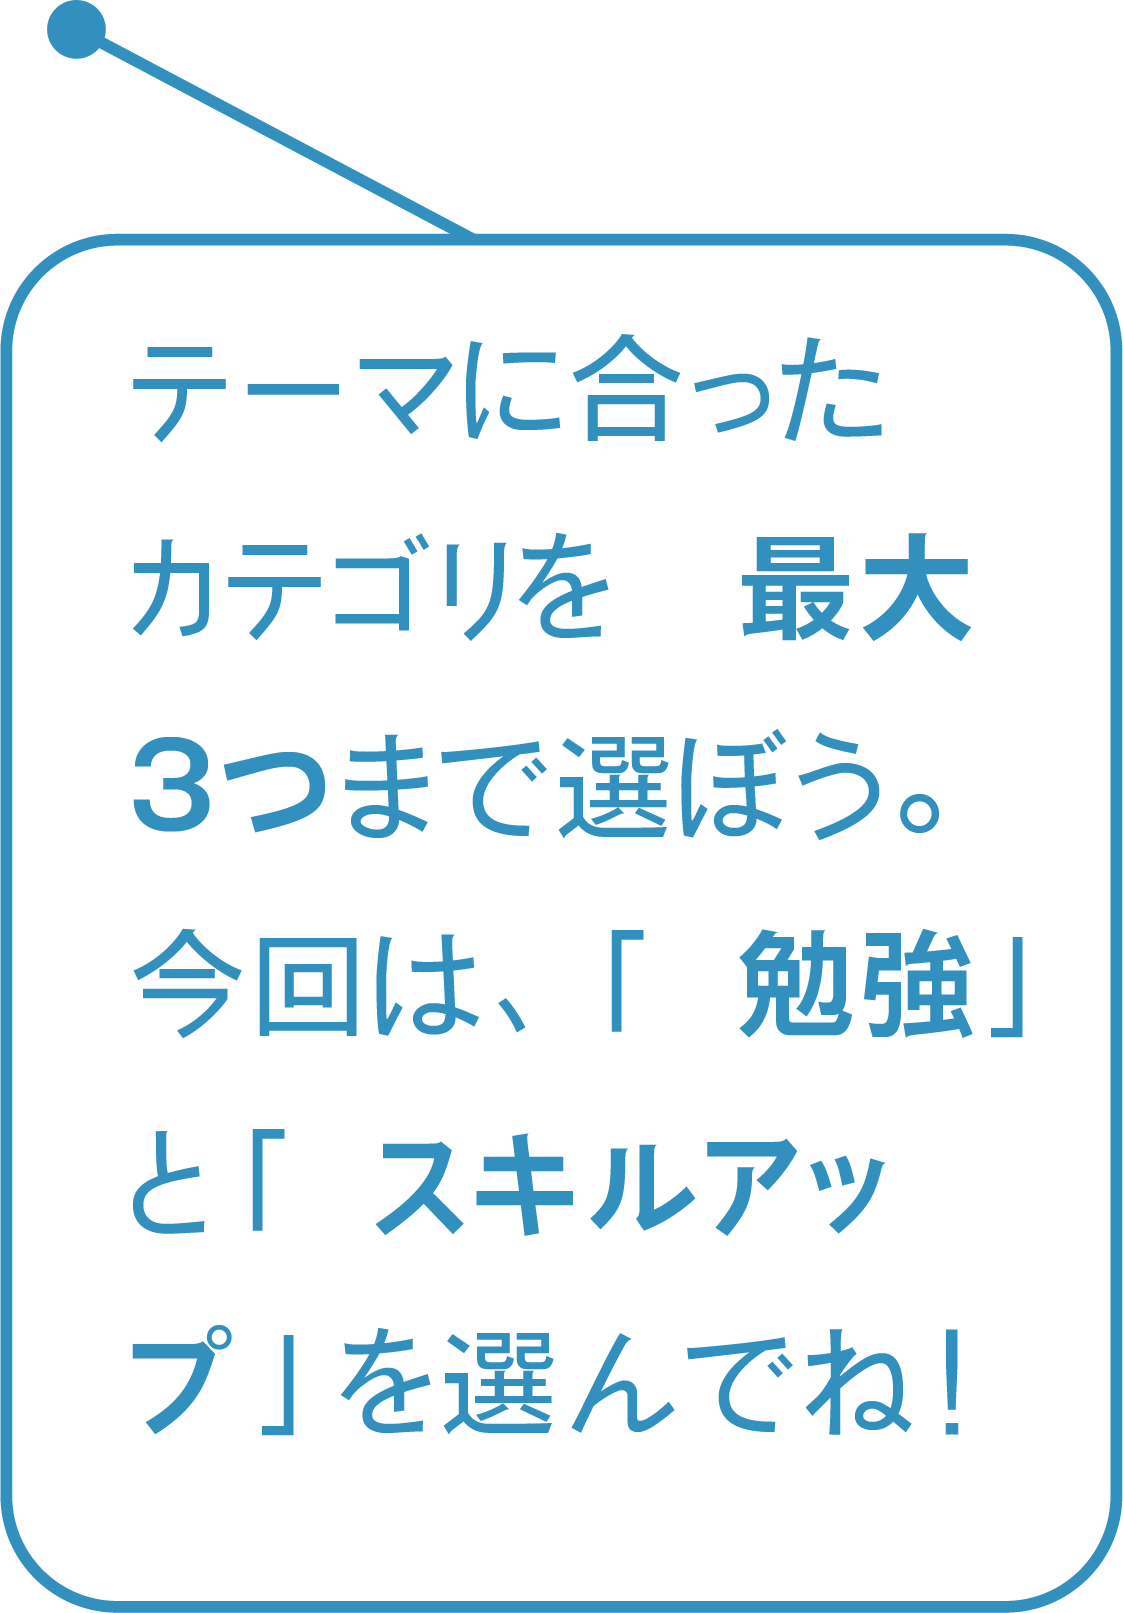 テーマに合った
カテゴリを 最大
3つまで選ぼう。
今回は、「 勉強」
と「 スキルアッ
プ」を選んでね!